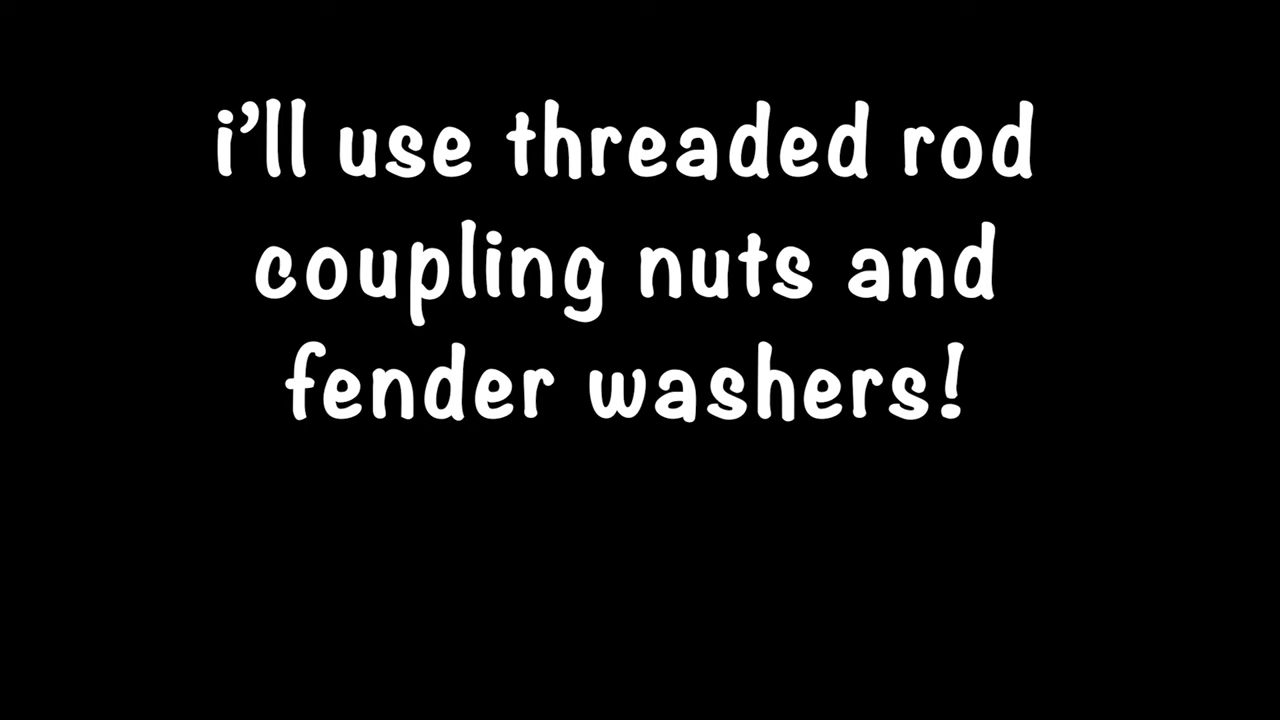 i’ll use threaded rod
coupling nuts and
fender washers!